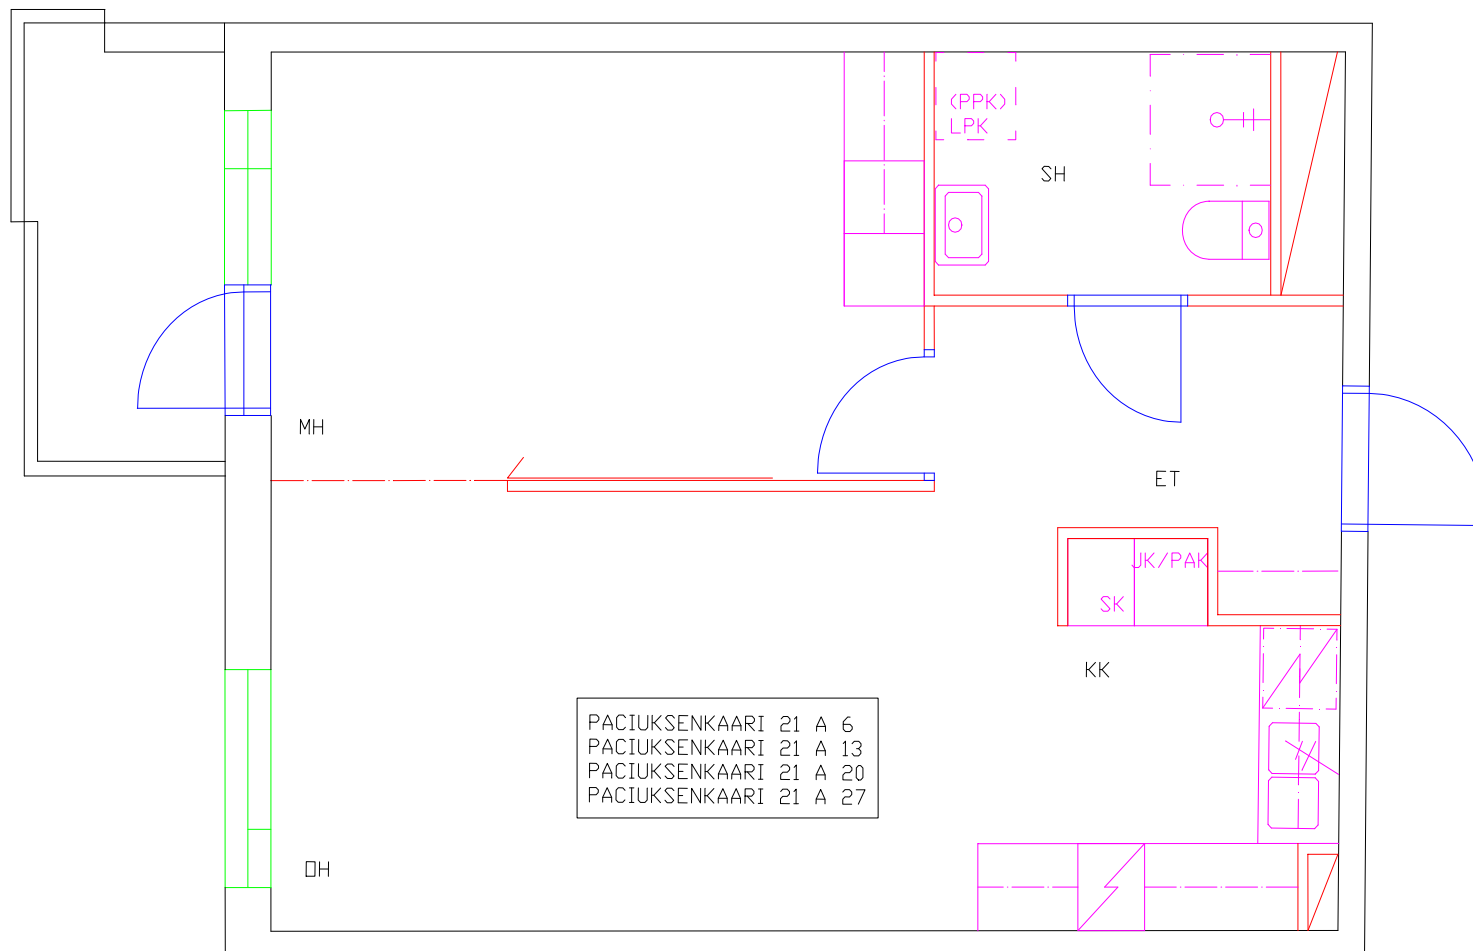 (PPK)
LPK
SH
MH
ET
JK/PAK
SK
KK
PACIUKSENKAARI 21 A 6
PACIUKSENKAARI 21 A 13
PACIUKSENKAARI 21 A 20
PACIUKSENKAARI 21 A 27
OH